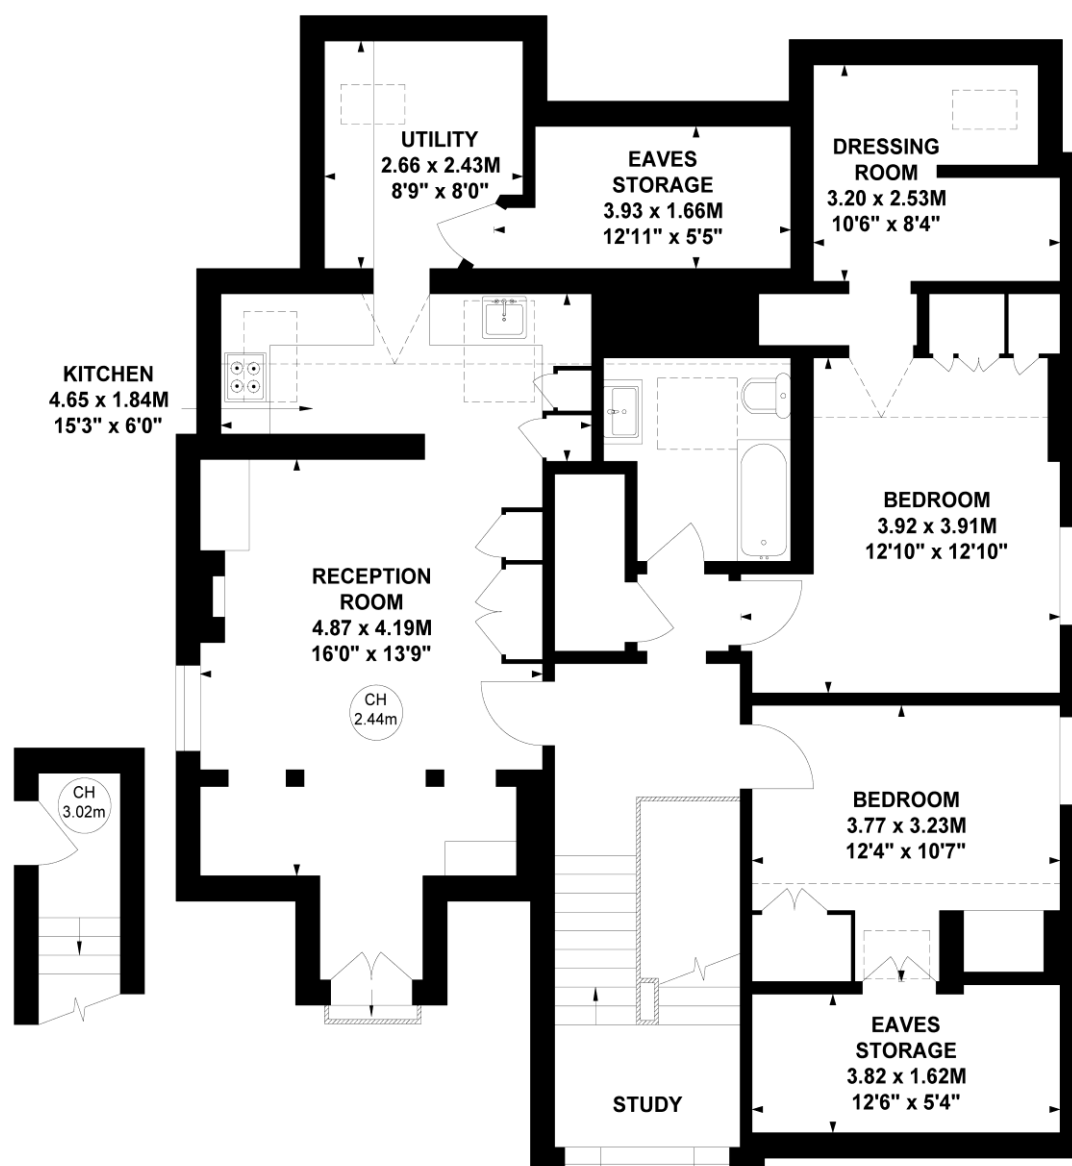 UTILITY
2.66 x 2.43M
8'9" x 8'0"
EAVES
STORAGE
3.93 x 1.66M
12'11" x 5'5"
DRESSING
ROOM
3.20 x 2.53M
10'6" x 8'4"
KITCHEN
4.65 x 1.84M
15'3" x 6'0"
BEDROOM
3.92 x 3.91M
12'10" x 12'10"
RECEPTION
ROOM
4.87 x 4.19M
16'0" x 13'9"
CH
2.44m
CH
3.02m
BEDROOM
3.77 x 3.23M
12'4" x 10'7"
EAVES
STORAGE
3.82 x 1.62M
12'6" x 5'4"
STUDY